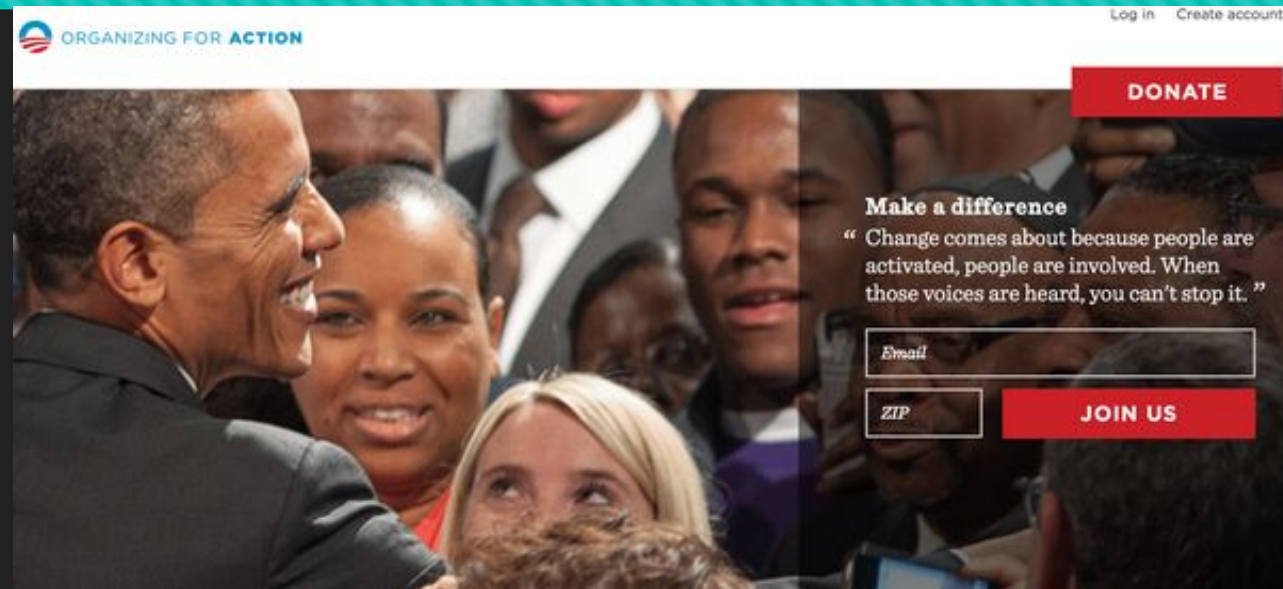 Log in Create account
ORGANIZING FOR ACTION
DONATE
Make a difference
“ Change comes about because people are
activated, people are involved. When
those voices are heard, you can't stop it. ”
Email
ZIP
JOIN US